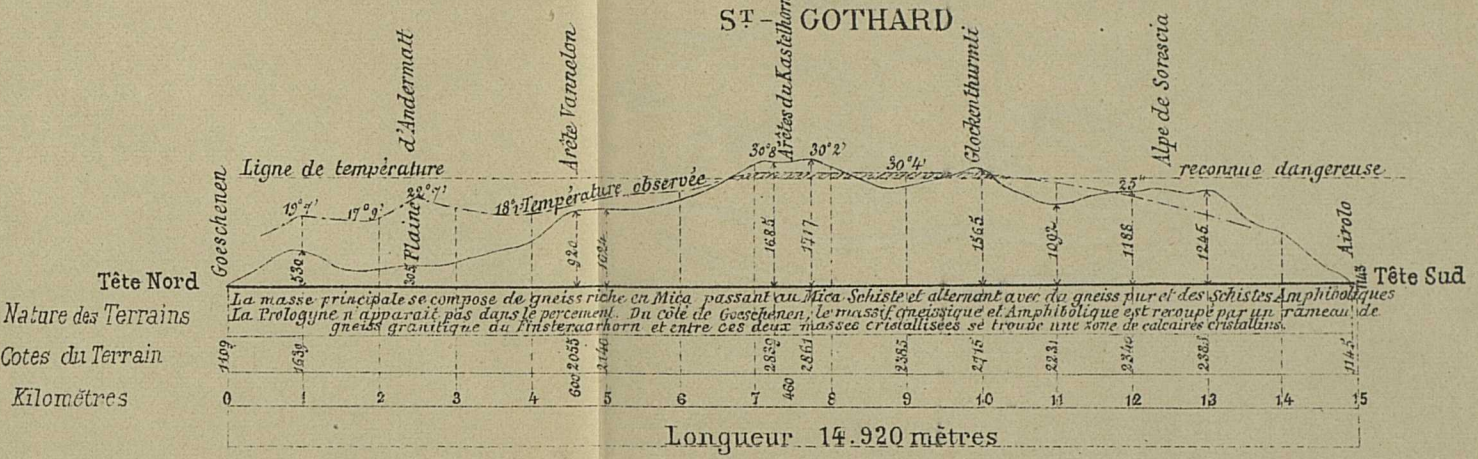 ST- GOTHARD
Goeschenen
Plaine d'Andermatt
Arête Vannelon
Arêtes du Kastelhorn
Glockenthurmli
Alpe de Sorescia
Airolo
Ligne de température reconnue dangereuse
Température observée
19°7' 17°9' 22°7' 18°1' 30°8' 30°2' 30°4' 25°
530 305 920 1024 1685 1717 1565 1092 1188 1245
Tête Nord
Tête Sud
Nature des Terrains
La masse principale se compose de gneiss riche en Mica passant au Mica Schiste et alternant avec du gneiss pur et des Schistes Amphiboliques
La Protogyne n'apparaît pas dans le percement. Du côté de Goeschenen, le massif gneissique et Amphibolique est recoupé par un rameau de
gneiss granitique du Finsteraarhorn et entre ces deux masses cristallisées se trouve une zone de calcaires cristallins.
Cotes du Terrain 1109 1639 2055 2140 2839 2861 2383 2715 2231 2340 2385 1145
Kilomètres 0 1 2 3 4 600 5 6 7 460 8 9 10 11 12 13 14 15
Longueur 14.920 mètres